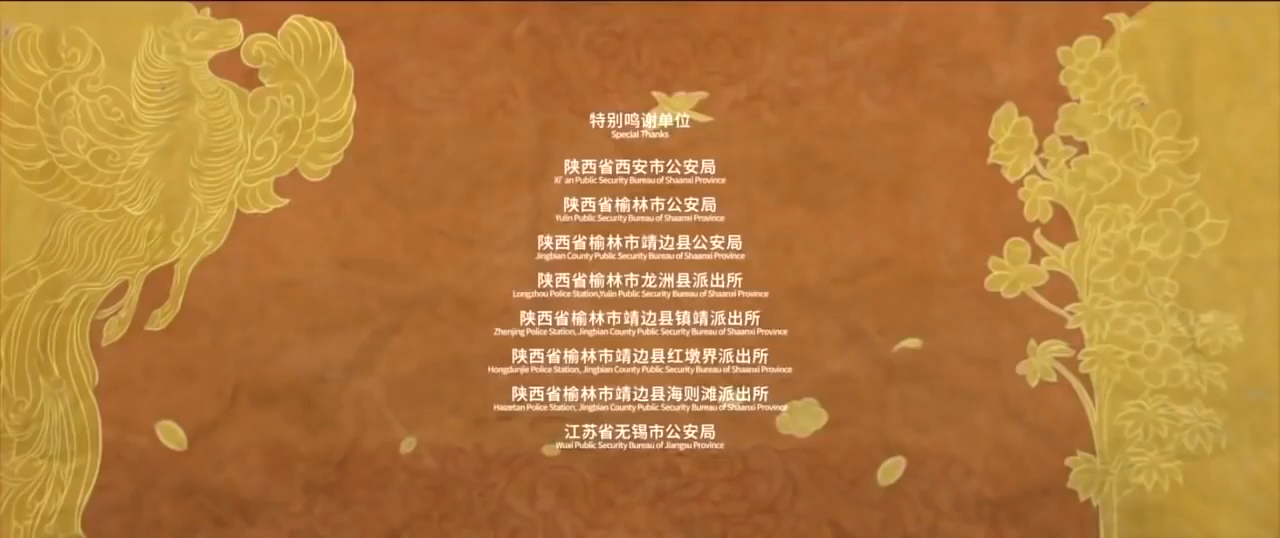 特别鸣谢单位
Special Thanks
陕西省西安市公安局
Xi' an Public Security Bureau of Shaanxi Province
陕西省榆林市公安局
Yulin Public Security Bureau of Shaanxi Province
陕西省榆林市靖边县公安局
Jingbian County Public Security Bureau of Shaanxi Province
陕西省榆林市龙洲县派出所
Longzhou Police Station,Yulin Public Security Bureau of Shaanxi Province
陕西省榆林市靖边县镇靖派出所
Zhenjing Police Station, Jingbian County Public Security Bureau of Shaanxi Province
陕西省榆林市靖边县红墩界派出所
Hongdunjie Police Station, Jingbian County Public Security Bureau of Shaanxi Province
陕西省榆林市靖边县海则滩派出所
Haizetan Police Station, Jingbian County Public Security Bureau of Shaanxi Province
江苏省无锡市公安局
Wuxi Public Security Bureau of Jiangsu Province